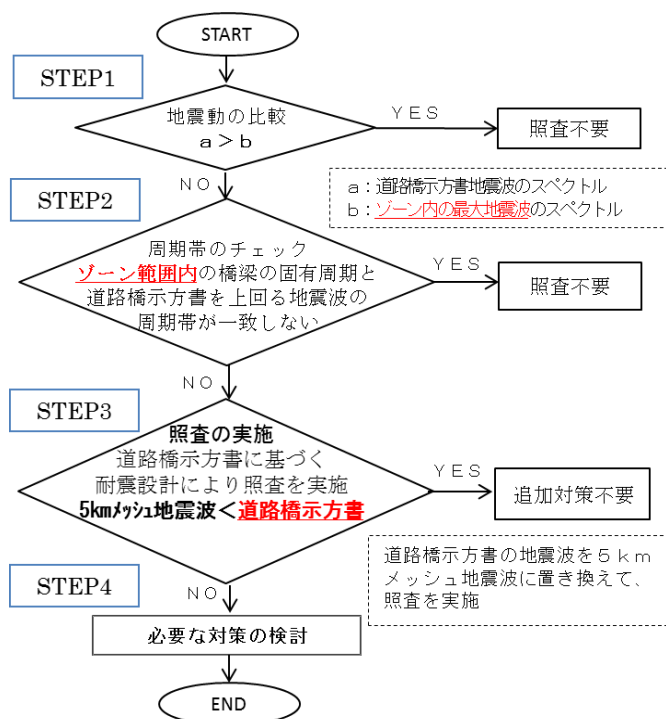 START
STEP1
地震動の比較
a＞b
ＹＥＳ
照査不要
ＮＯ
a：道路橋示方書地震波のスペクトル
b：ゾーン内の最大地震波のスペクトル
STEP2
周期帯のチェック
ゾーン範囲内の橋梁の固有周期と
道路橋示方書を上回る地震波の
周期帯が一致しない
ＹＥＳ
照査不要
ＮＯ
STEP3
照査の実施
道路橋示方書に基づく
耐震設計により照査を実施
5kmﾒｯｼｭ地震波＜道路橋示方書
ＹＥＳ
追加対策不要
道路橋示方書の地震波を５ｋｍ
メッシュ地震波に置き換えて、
照査を実施
STEP4
ＮＯ
必要な対策の検討
END